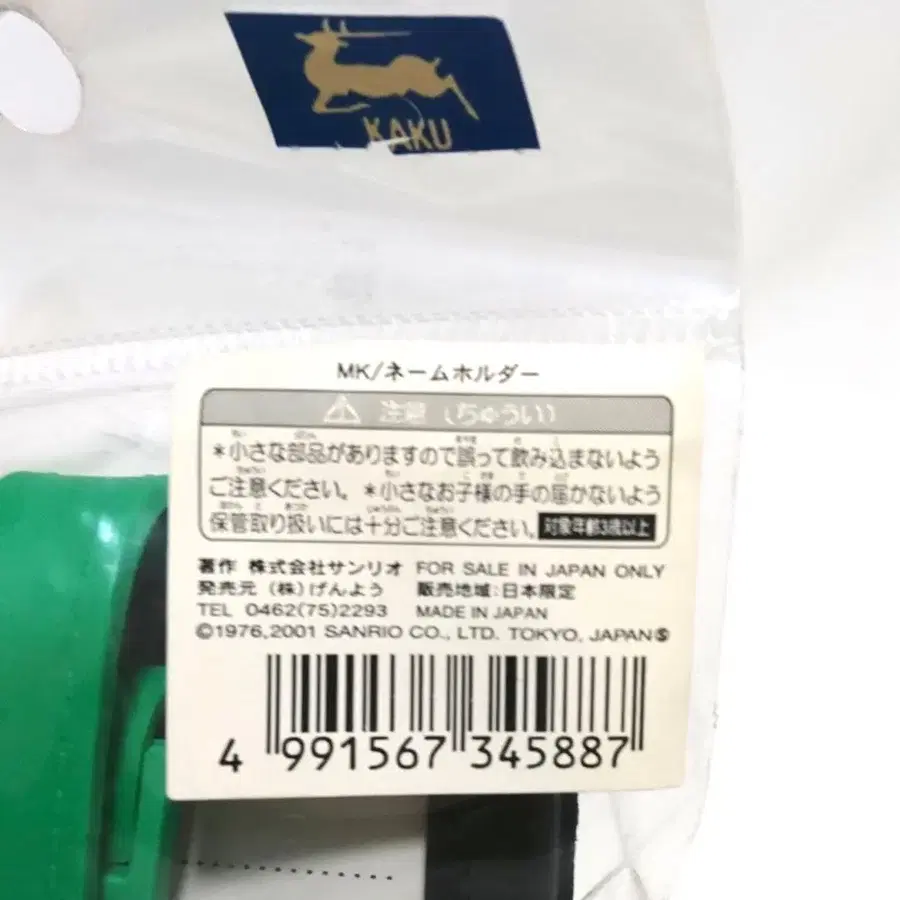 KAKU
MK/ネームホルダー
注意（ちゅうい）
*小さな部品がありますので誤って飲み込まないよう
ご注意ください。*小さなお子様の手の届かないよう
保管取り扱いには十分ご注意ください。 対象年齢3歳以上
著作 株式会社サンリオ FOR SALE IN JAPAN ONLY
発売元（株）げんよう 販売地域:日本限定
TEL 0462(75)2293 MADE IN JAPAN
©1976,2001 SANRIO CO., LTD. TOKYO, JAPAN Ⓢ
4 991567 345887